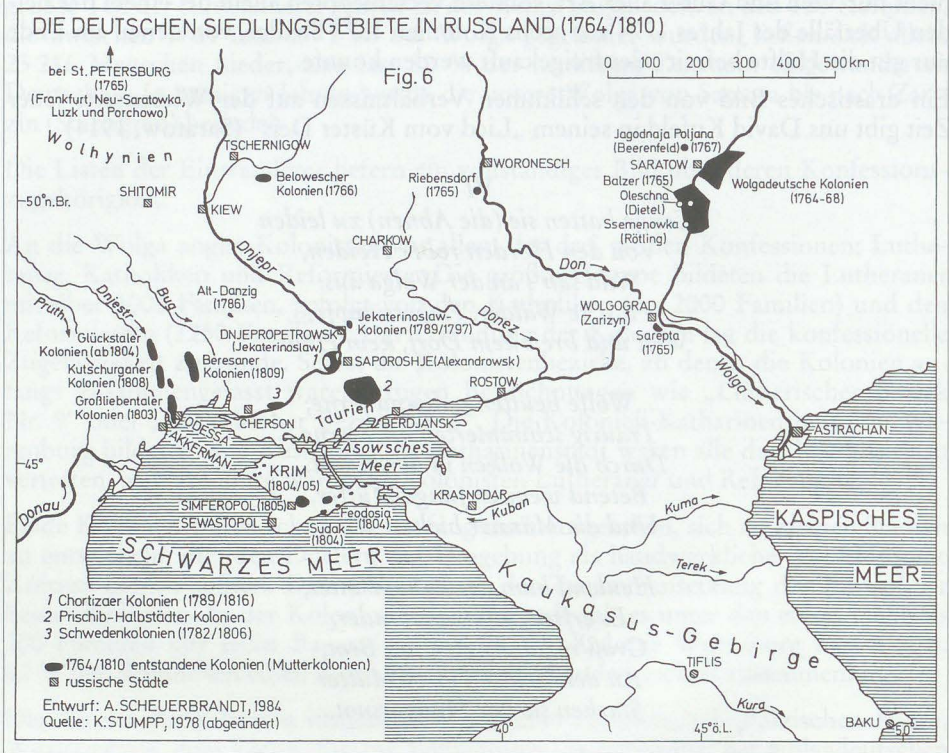 DIE DEUTSCHEN SIEDLUNGSGEBIETE IN RUSSLAND (1764/1810)
Fig. 6
0 100 200 300 400 500 km
bei St. PETERSBURG
(1765)
(Frankfurt, Neu-Saratowka,
Luzk und Porchowo)
Wolhynien
TSCHERNIGOW
Belowescher
Kolonien (1766)
SHITOMIR
50° n.Br.
KIEW
Dnjepr
CHARKOW
Riebensdorf
(1765)
WORONESCH
Jagodnaja Poljana
(Beerenfeld) (1767)
SARATOW
Balzer (1765)
Oleschna
(Dietel)
Ssemenowka
(Röthling)
Wolgadeutsche Kolonien
(1764-68)
Don
WOLGOGRAD
(Zarizyn)
Sarepta
(1765)
Wolga
ASTRACHAN
Pruth
Dnjestr
Bug
Alt-Danzig
(1786)
Glückstaler
Kolonien (ab 1804)
Kutschurganer
Kolonien (1808)
Großliebentaler
Kolonien (1803)
Beresaner
Kolonien
(1809)
DNJEPROPETROWSK
(Jekaterinaslaw)
Jekaterinaslaw-
Kolonien (1789/1797)
Donez
1
SAPOROSHJE (Alexandrowsk)
2
3
Taurien
ROSTOW
BERDJANSK
CHERSON
ODESSA
AKKERMAN
45°
Donau
Asowsches
Meer
KRIM
(1804/05)
SIMFEROPOL (1805)
SEWASTOPOL
Sudak
(1804)
Feodosia
(1804)
KRASNODAR
Kuban
Kuma
Terek
KASPISCHES
MEER
SCHWARZES MEER
Kaukasus-Gbirge
TIFLIS
Kura
BAKU
40°
45° ö.L.
50°
1 Chortizaer Kolonien (1789/1816)
2 Prischib-Halbstädter Kolonien
3 Schwedenkolonien (1782/1806)
1764/1810 entstandene Kolonien (Mutterkolonien)
russische Städte
Entwurf: A. SCHEUERBRANDT, 1984
Quelle: K. STUMPP, 1978 (abgeändert)